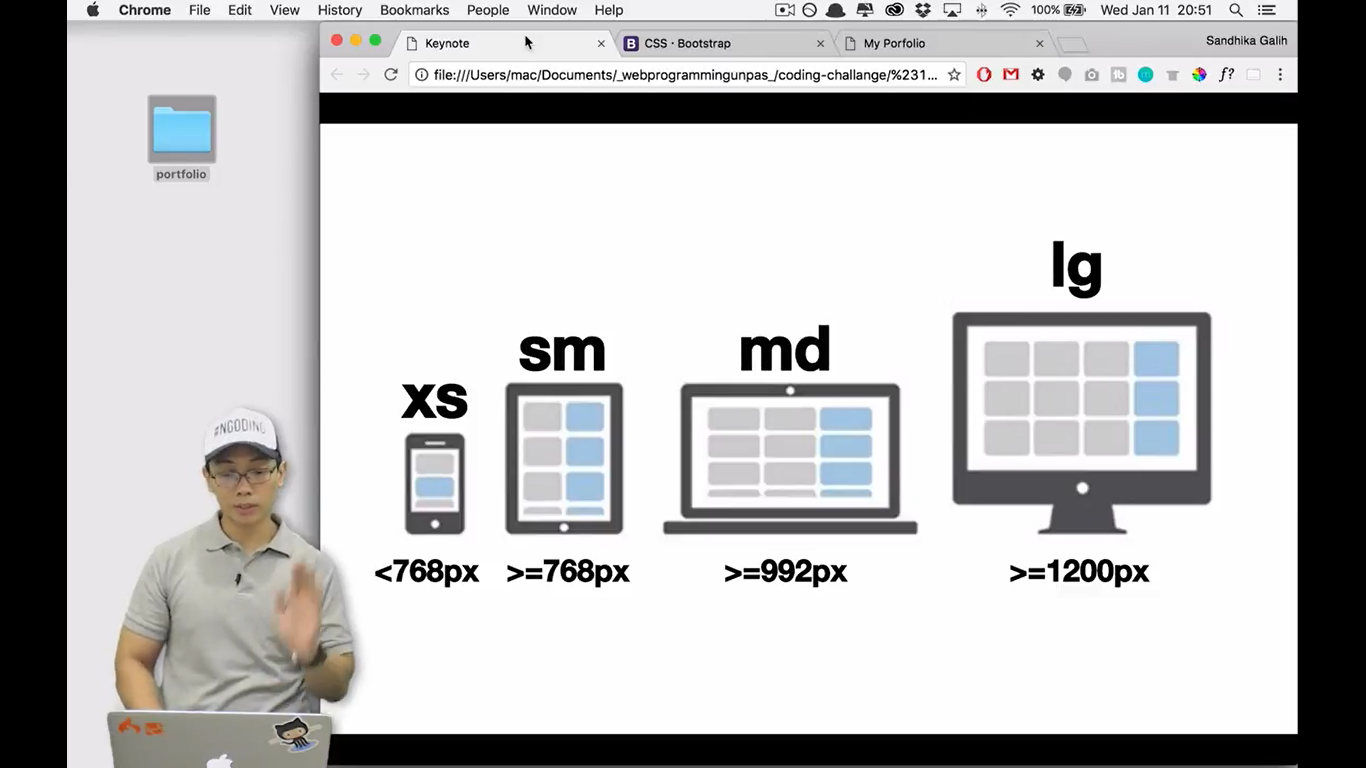 Chrome File Edit View History Bookmarks People Window Help 100% Wed Jan 11 20:51
Keynote CSS · Bootstrap My Porfolio Sandhika Galih
file:///Users/mac/Documents/_webprogrammingunpas_/coding-challange/%231...
portfolio
lg
sm
md
xs
#NGODING
<768px >=768px >=992px >=1200px